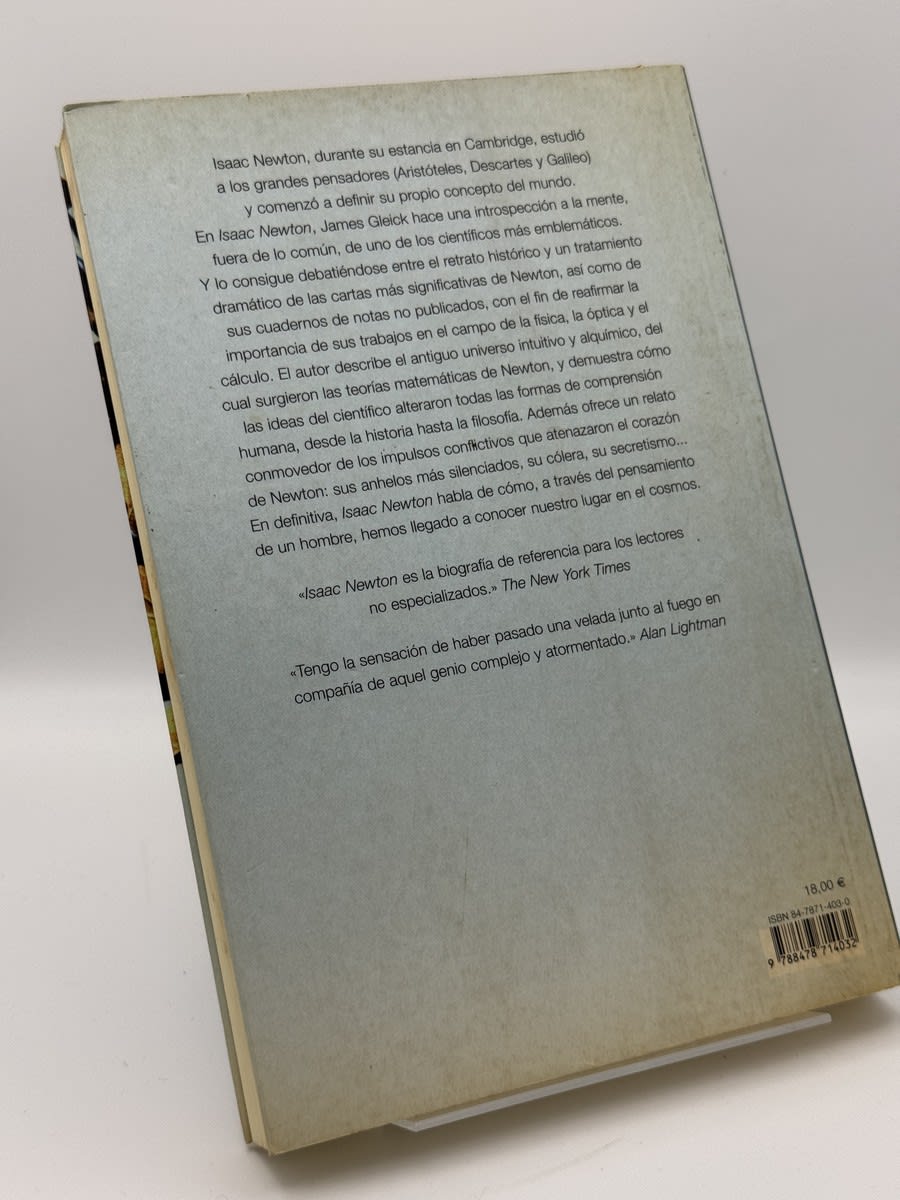 Isaac Newton, durante su estancia en Cambridge, estudió
a los grandes pensadores (Aristóteles, Descartes y Galileo)
y comenzó a definir su propio concepto del mundo.
En Isaac Newton, James Gleick hace una introspección a la mente,
fuera de lo común, de uno de los científicos más emblemáticos.
Y lo consigue debatiéndose entre el retrato histórico y un tratamiento
dramático de las cartas más significativas de Newton, así como de
sus cuadernos de notas no publicados, con el fin de reafirmar la
importancia de sus trabajos en el campo de la física, la óptica y el
cálculo. El autor describe el antiguo universo intuitivo y alquímico, del
cual surgieron las teorías matemáticas de Newton, y demuestra cómo
las ideas del científico alteraron todas las formas de comprensión
humana, desde la historia hasta la filosofía. Además ofrece un relato
conmovedor de los impulsos conflictivos que atenazaron el corazón
de Newton: sus anhelos más silenciados, su cólera, su secretismo...
En definitiva, Isaac Newton habla de cómo, a través del pensamiento
de un hombre, hemos llegado a conocer nuestro lugar en el cosmos.
«Isaac Newton es la biografía de referencia para los lectores
no especializados.» The New York Times
«Tengo la sensación de haber pasado una velada junto al fuego en
compañía de aquel genio complejo y atormentado.» Alan Lightman
18,00 €
ISBN 84-7871-403-0
9 788478 714032